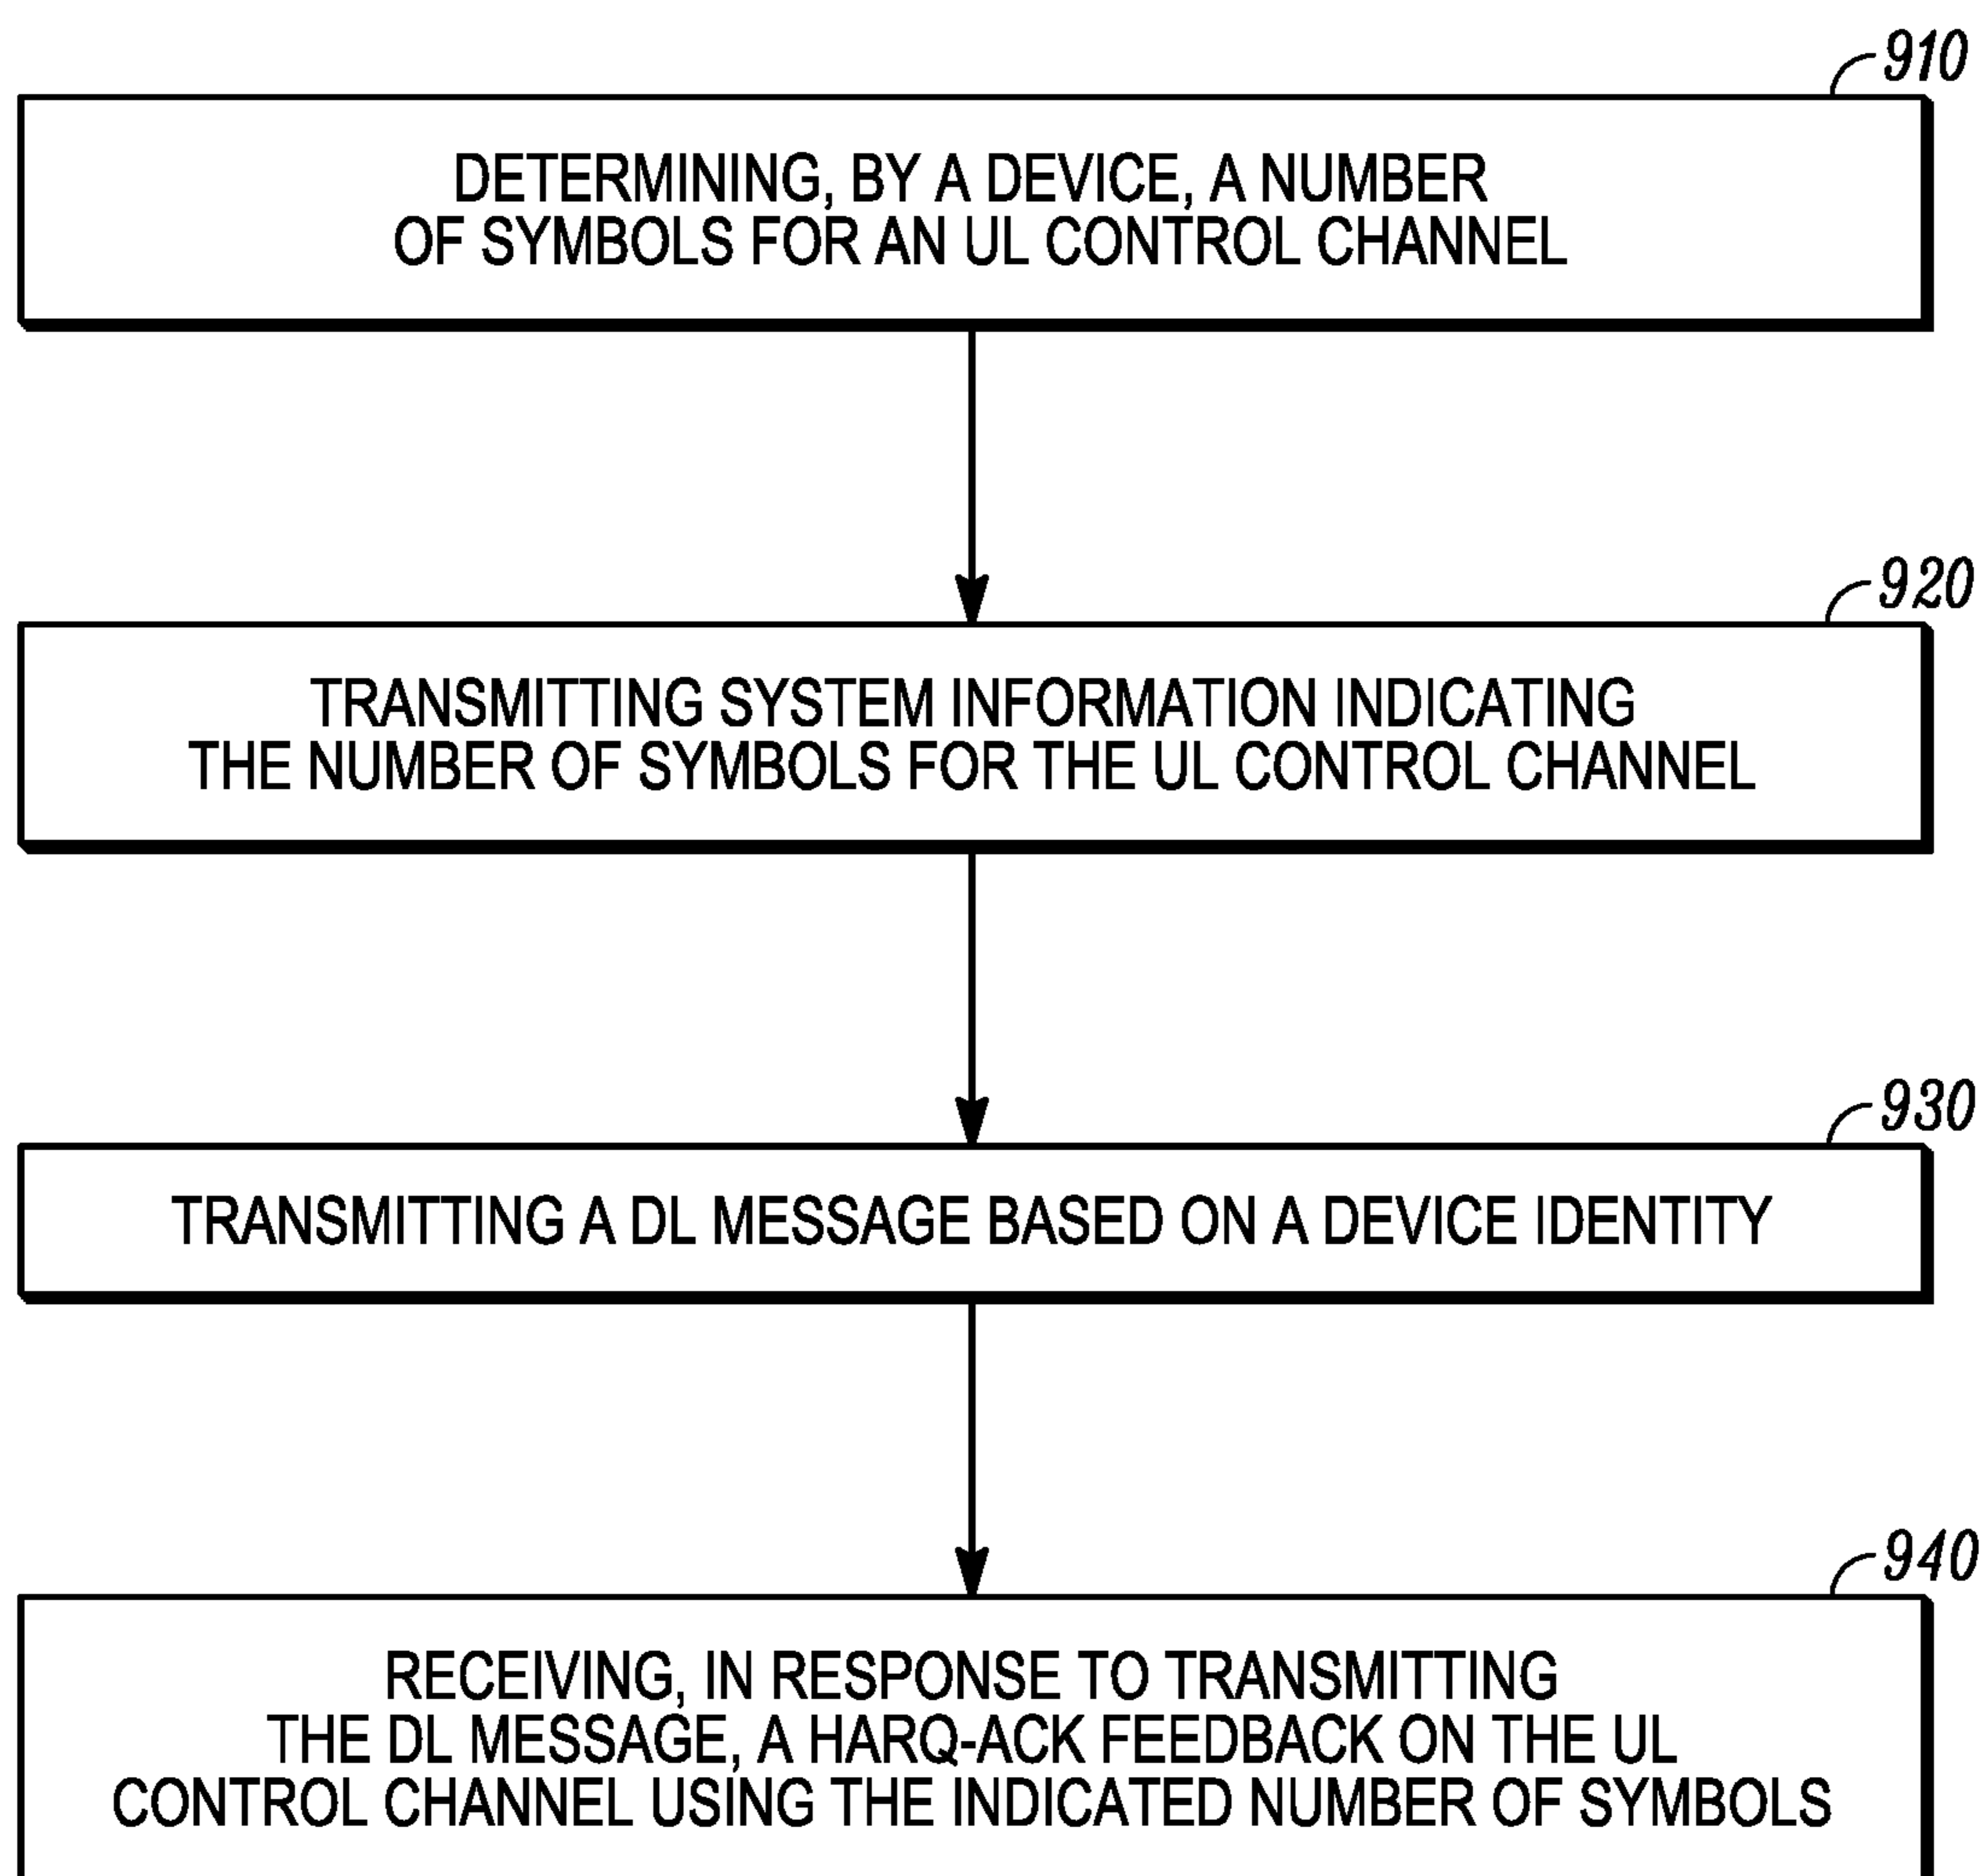 910
DETERMINING, BY A DEVICE, A NUMBER
OF SYMBOLS FOR AN UL CONTROL CHANNEL
920
TRANSMITTING SYSTEM INFORMATION INDICATING
THE NUMBER OF SYMBOLS FOR THE UL CONTROL CHANNEL
930
TRANSMITTING A DL MESSAGE BASED ON A DEVICE IDENTITY
940
RECEIVING, IN RESPONSE TO TRANSMITTING
THE DL MESSAGE, A HARQ-ACK FEEDBACK ON THE UL
CONTROL CHANNEL USING THE INDICATED NUMBER OF SYMBOLS